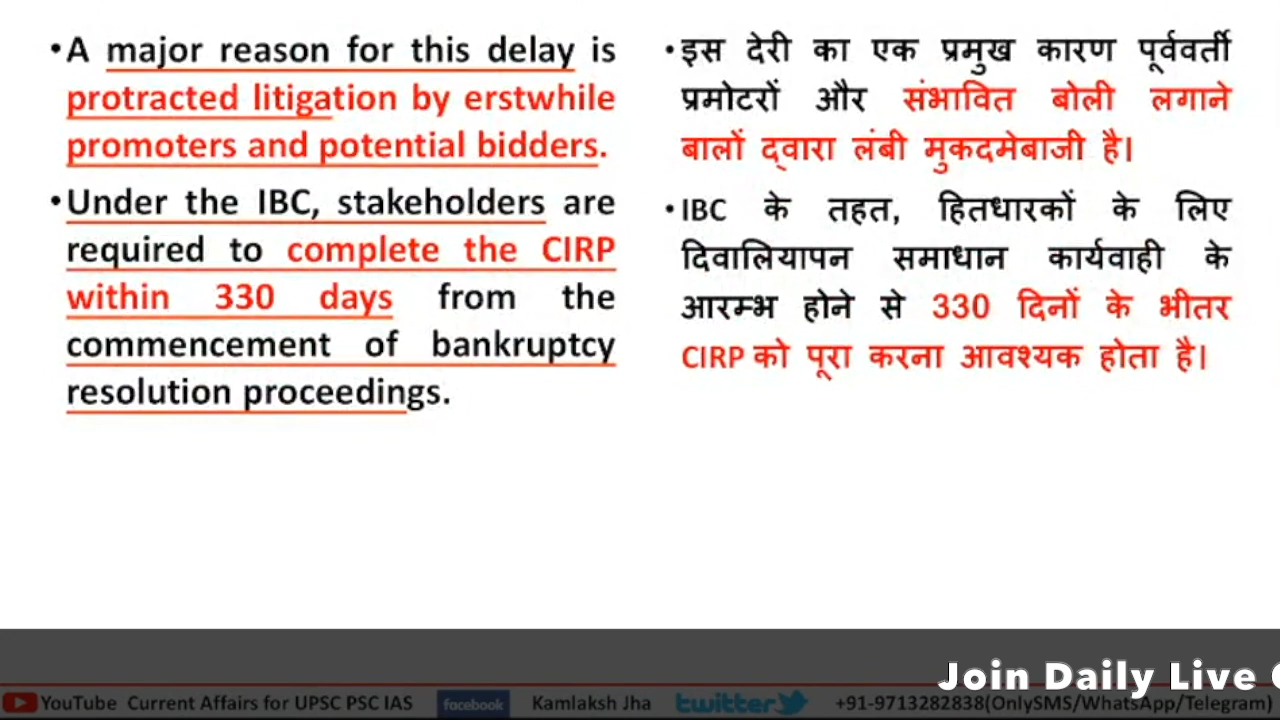 •A major reason for this delay is
protracted litigation by erstwhile
promoters and potential bidders.
•Under the IBC, stakeholders are
required to complete the CIRP
within 330 days from the
commencement of bankruptcy
resolution proceedings.
•इस देरी का एक प्रमुख कारण पूर्ववर्ती
प्रमोटरों और संभावित बोली लगाने
बालों द्वारा लंबी मुकदमेबाजी है।
•IBC के तहत, हितधारकों के लिए
दिवालियापन समाधान कार्यवाही के
आरम्भ होने से 330 दिनों के भीतर
CIRP को पूरा करना आवश्यक होता है।
Join Daily Live
YouTube Current Affairs for UPSC PSC IAS facebook Kamlaksh Jha twitter +91-9713282838(OnlySMS/WhatsApp/Telegram)